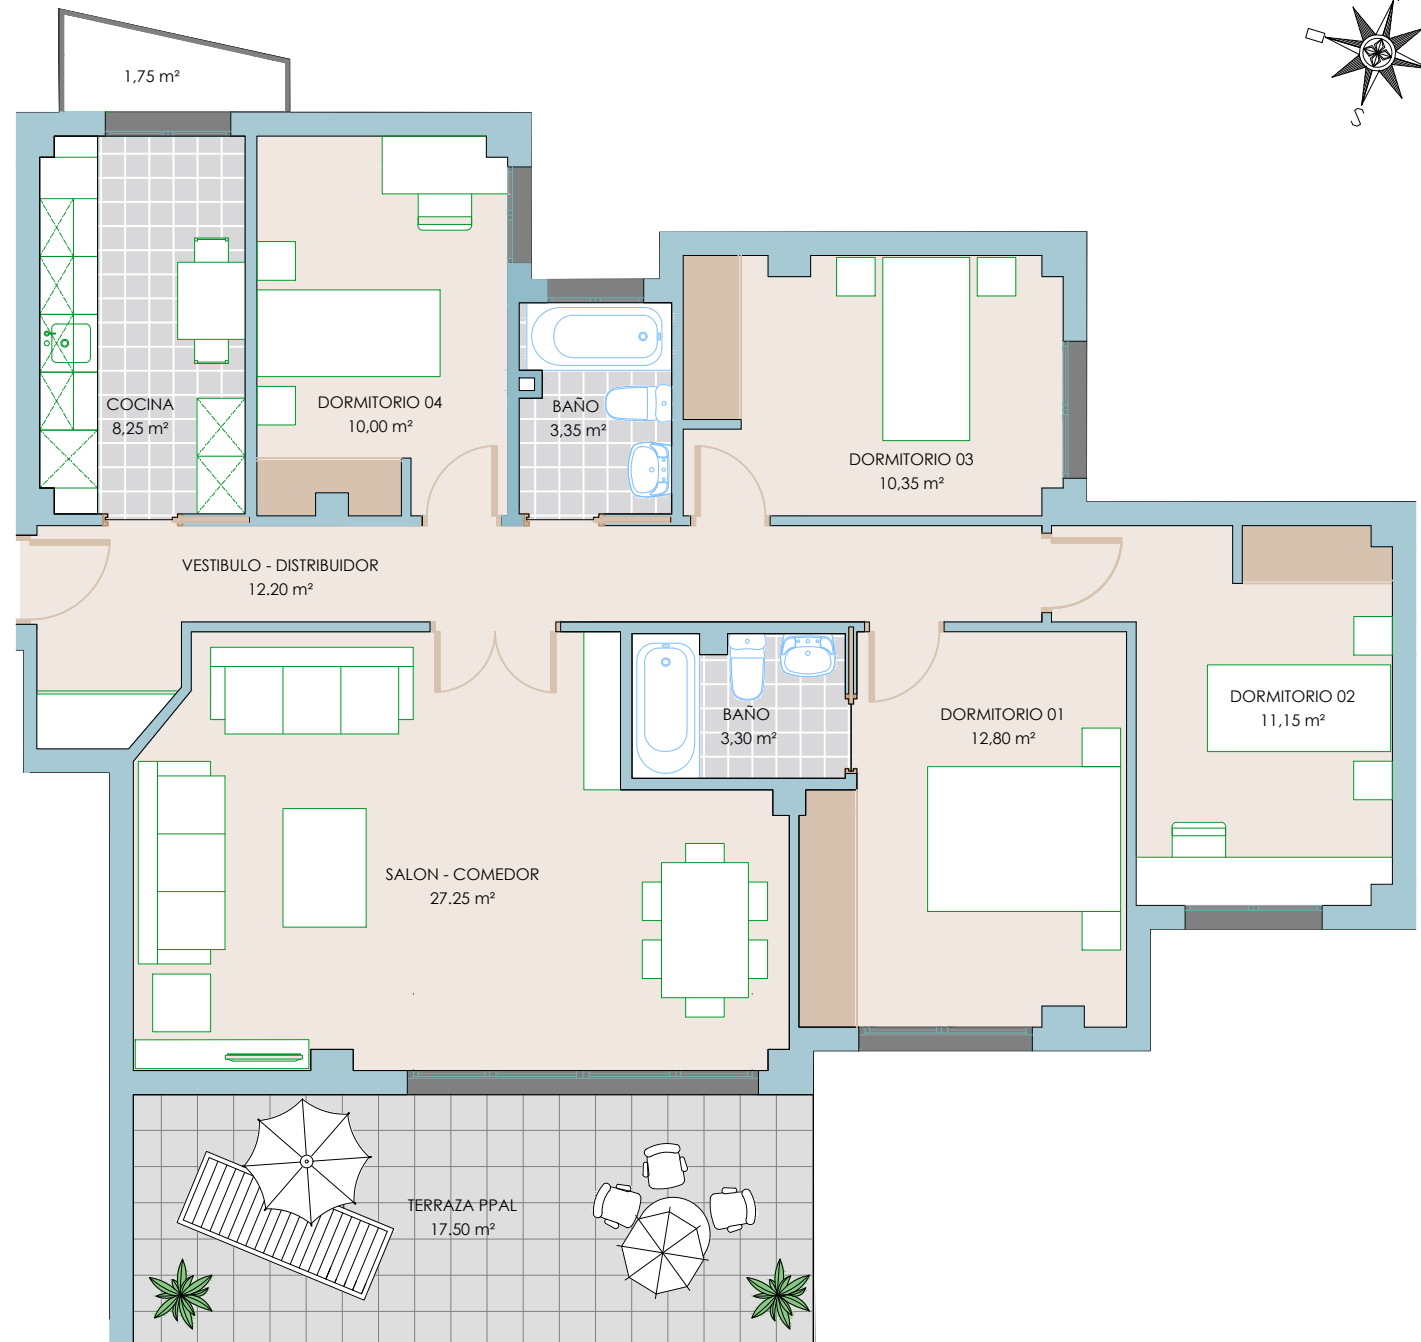 S
1,75 m²
COCINA
8,25 m²
DORMITORIO 04
10,00 m²
BAÑO
3,35 m²
DORMITORIO 03
10,35 m²
VESTIBULO - DISTRIBUIDOR
12.20 m²
BAÑO
3,30 m²
DORMITORIO 01
12,80 m²
DORMITORIO 02
11,15 m²
SALON - COMEDOR
27.25 m²
TERRAZA PPAL
17.50 m²